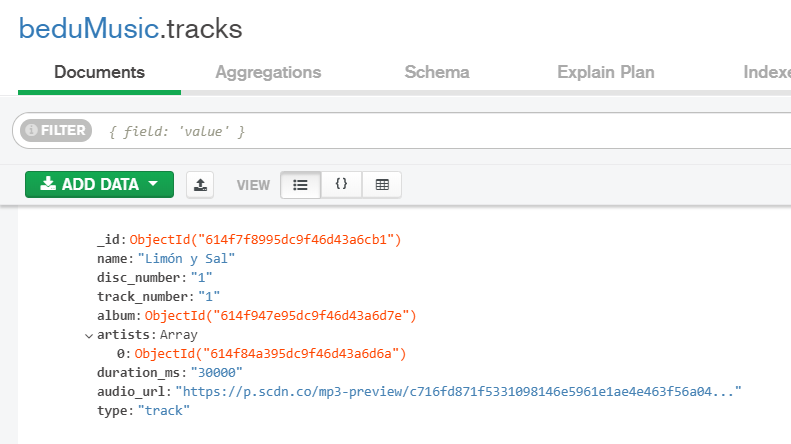 beduMusic.tracks
Documents Aggregations Schema Explain Plan Indexe
FILTER { field: 'value' }
ADD DATA VIEW { }
_id: ObjectId("614f7f8995dc9f46d43a6cb1")
name: "Limón y Sal"
disc_number: "1"
track_number: "1"
album: ObjectId("614f947e95dc9f46d43a6d7e")
artists: Array
0: ObjectId("614f84a395dc9f46d43a6d6a")
duration_ms: "30000"
audio_url: "https://p.scdn.co/mp3-preview/c716fd871f5331098146e5961e1ae4e463f56a04..."
type: "track"